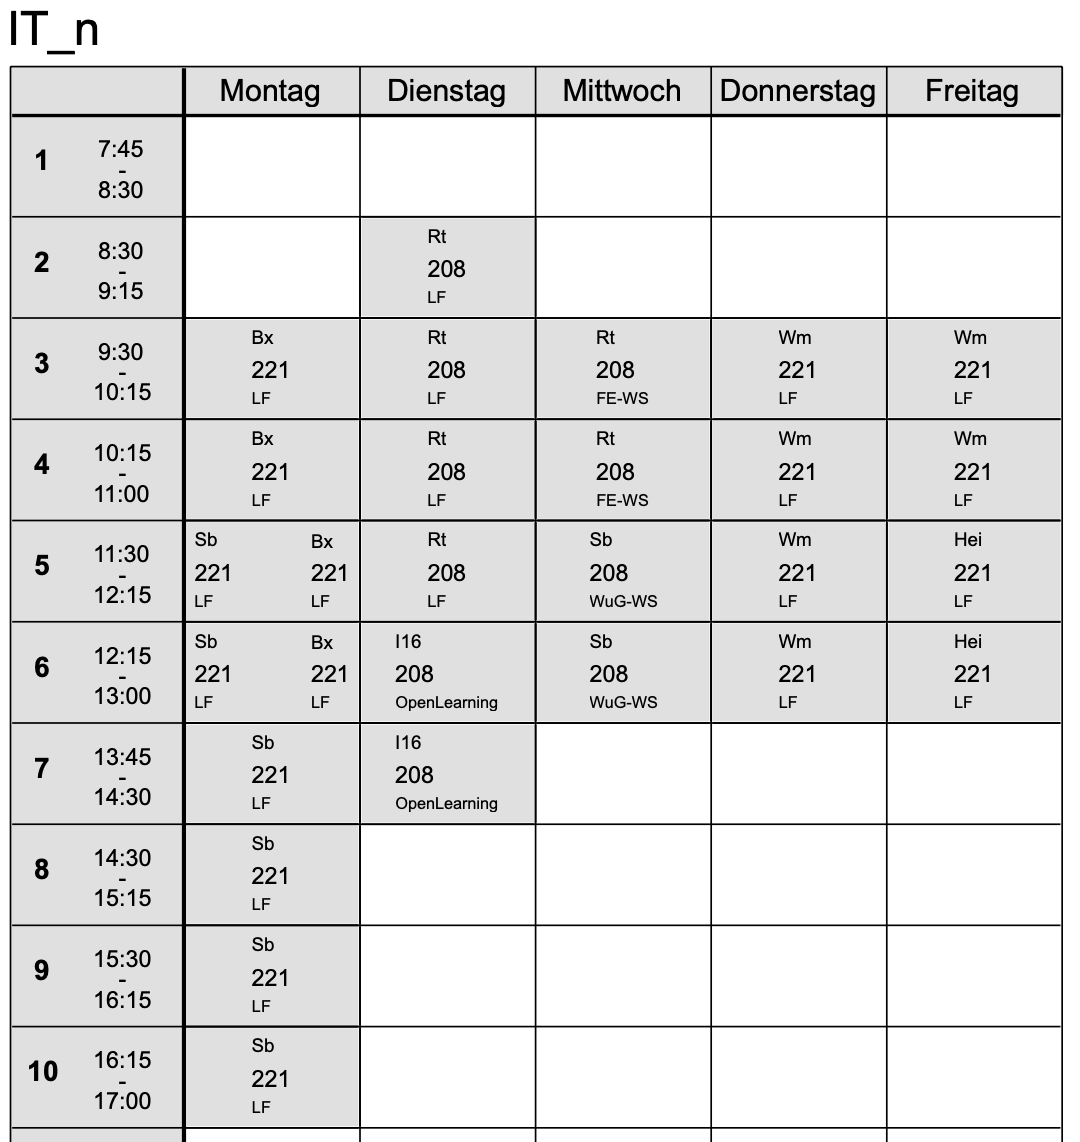 IT_n
Montag Dienstag Mittwoch Donnerstag Freitag
1 7:45 - 8:30
2 8:30 - 9:15
Rt
208
LF
3 9:30 - 10:15
Bx Rt Rt Wm Wm
221 208 208 221 221
LF LF FE-WS LF LF
4 10:15 - 11:00
Bx Rt Rt Wm Wm
221 208 208 221 221
LF LF FE-WS LF LF
5 11:30 - 12:15
Sb Bx Rt Sb Wm Hei
221 221 208 208 221 221
LF LF LF WuG-WS LF LF
6 12:15 - 13:00
Sb Bx I16 Sb Wm Hei
221 221 208 208 221 221
LF LF OpenLearning WuG-WS LF LF
7 13:45 - 14:30
Sb I16
221 208
LF OpenLearning
8 14:30 - 15:15
Sb
221
LF
9 15:30 - 16:15
Sb
221
LF
10 16:15 - 17:00
Sb
221
LF